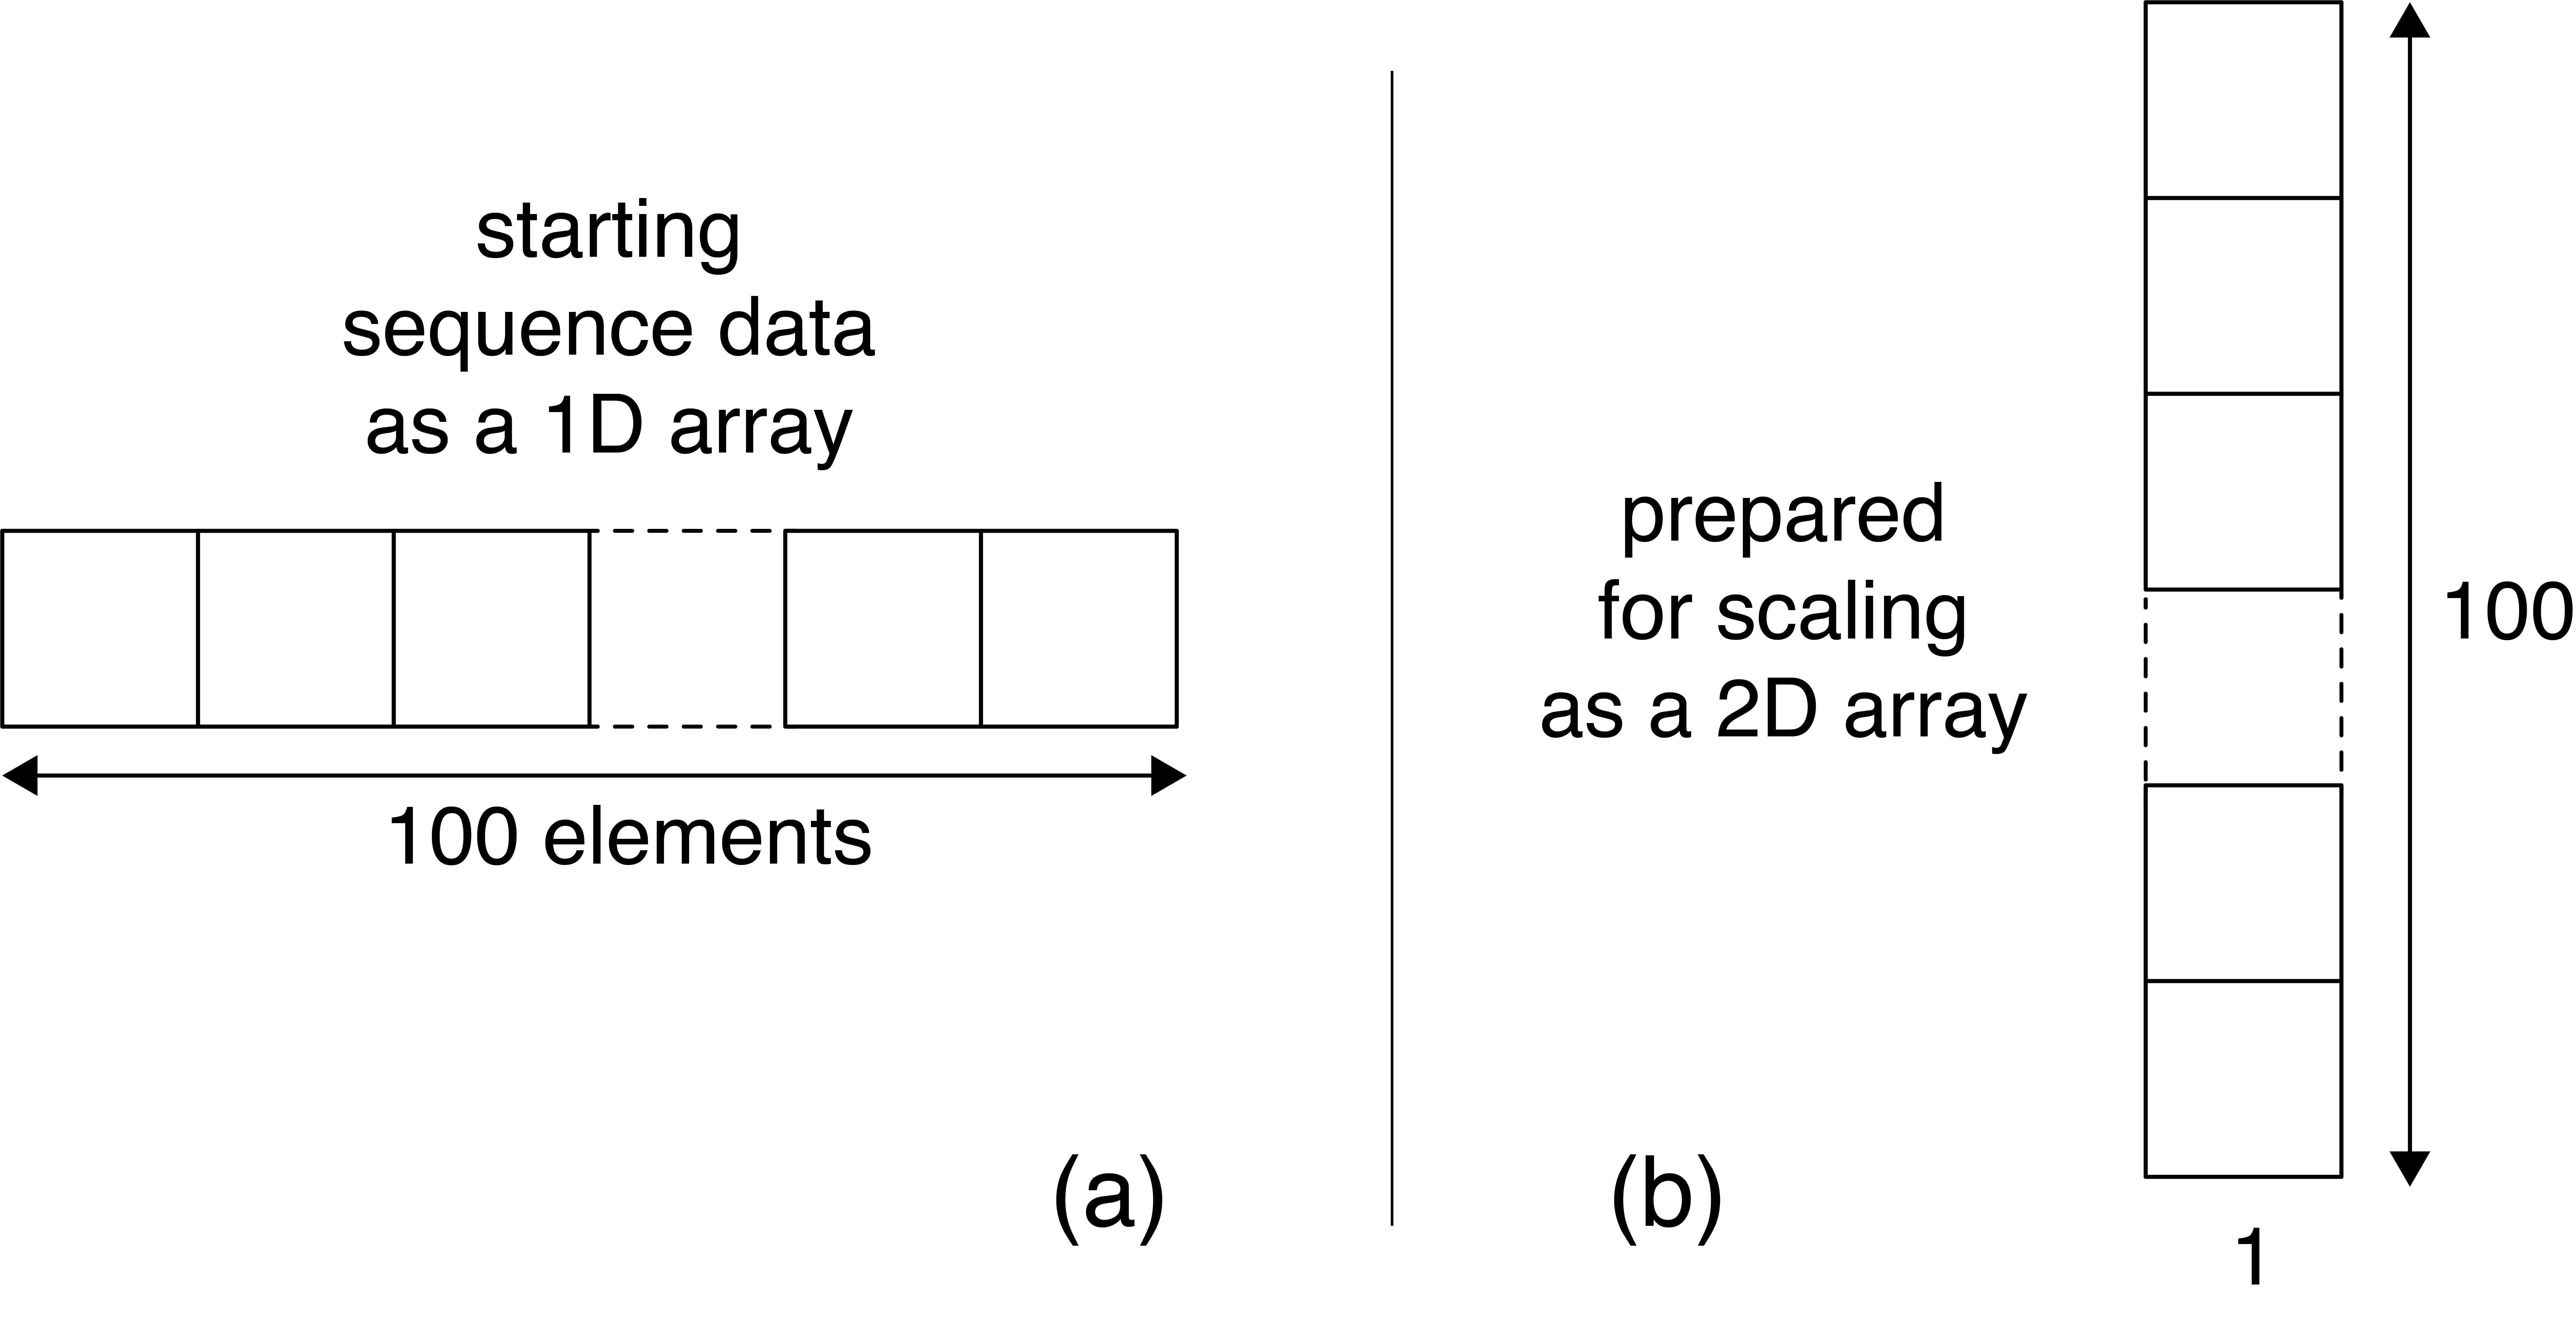 starting
sequence data
as a 1D array
100 elements
(a)
prepared
for scaling
as a 2D array
100
(b)
1